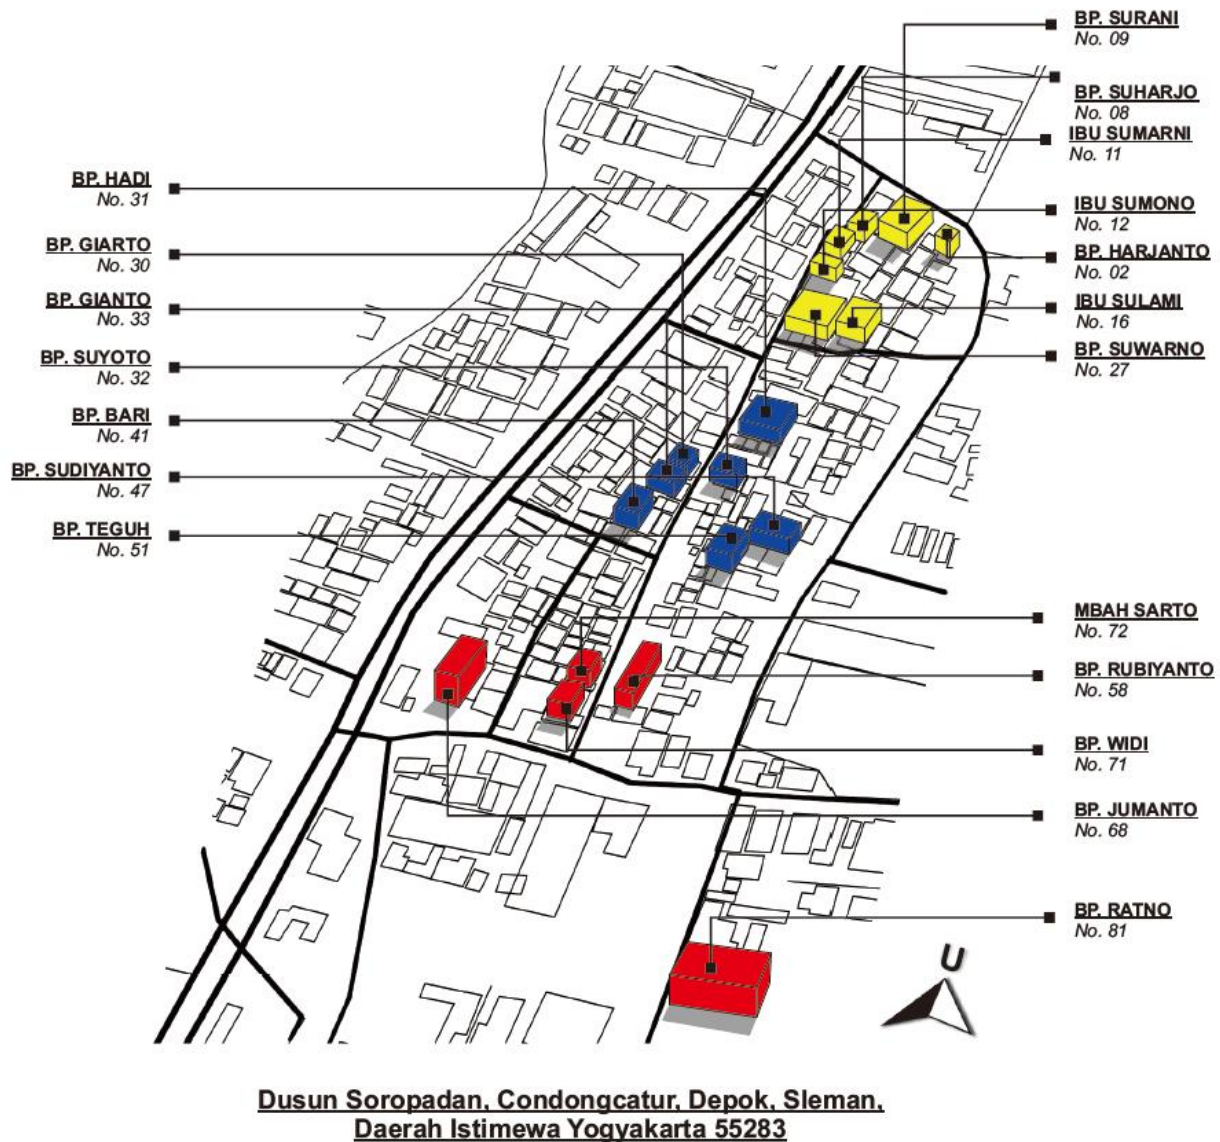 BP. SURANI
No. 09
BP. SUHARJO
No. 08
IBU SUMARNI
No. 11
BP. HADI
No. 31
IBU SUMONO
No. 12
BP. GIARTO
No. 30
BP. HARJANTO
No. 02
BP. GIANTO
No. 33
IBU SULAMI
No. 16
BP. SUYOTO
No. 32
BP. SUWARNO
No. 27
BP. BARI
No. 41
BP. SUDIYANTO
No. 47
BP. TEGUH
No. 51
MBAH SARTO
No. 72
BP. RUBIYANTO
No. 58
BP. WIDI
No. 71
BP. JUMANTO
No. 68
BP. RATNO
No. 81
U
Dusun Soropadan, Condongcatur, Depok, Sleman,
Daerah Istimewa Yogyakarta 55283